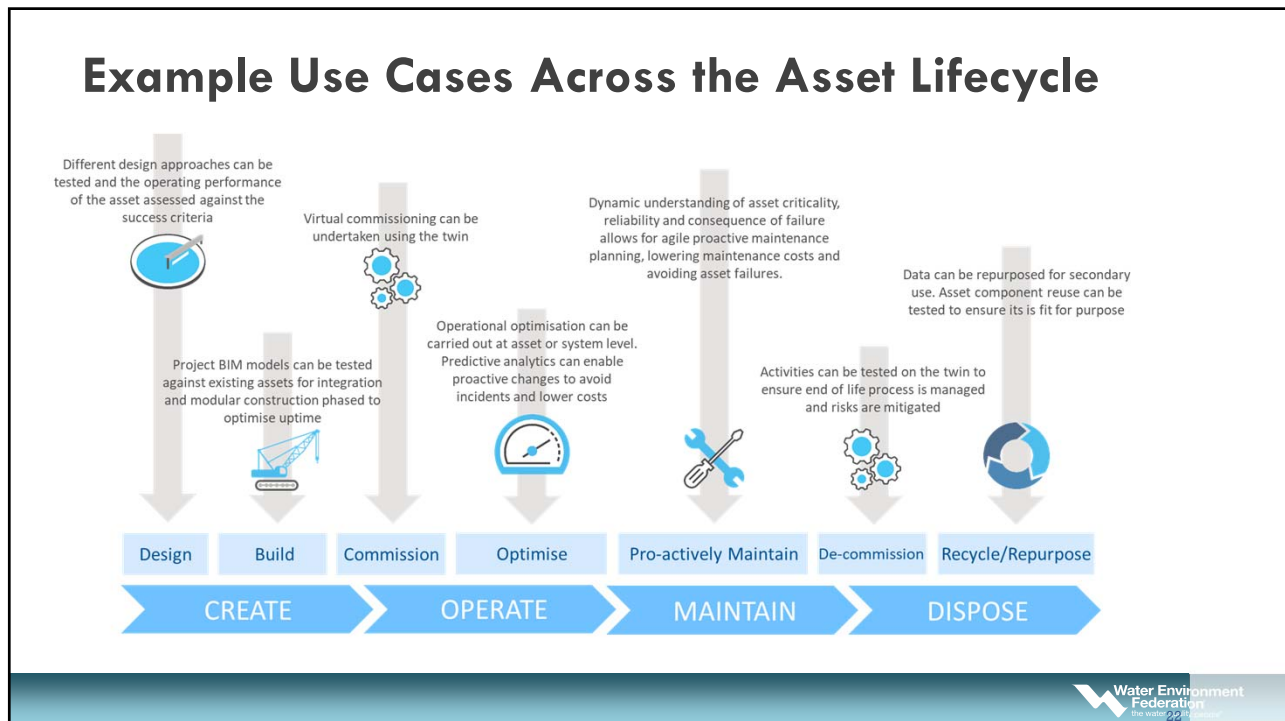 Example Use Cases Across the Asset Lifecycle
Different design approaches can be
tested and the operating performance
of the asset assessed against the
success criteria
Project BIM models can be tested
against existing assets for integration
and modular construction phased to
optimise uptime
Virtual commissioning can be
undertaken using the twin
Operational optimisation can be
carried out at asset or system level.
Predictive analytics can enable
proactive changes to avoid
incidents and lower costs
Dynamic understanding of asset criticality,
reliability and consequence of failure
allows for agile proactive maintenance
planning, lowering maintenance costs and
avoiding asset failures.
Activities can be tested on the twin to
ensure end of life process is managed
and risks are mitigated
Data can be repurposed for secondary
use. Asset component reuse can be
tested to ensure its is fit for purpose
Design
Build
Commission
Optimise
Pro-actively Maintain
De-commission
Recycle/Repurpose
CREATE
OPERATE
MAINTAIN
DISPOSE
Water Environment
Federation
the water quality people
22